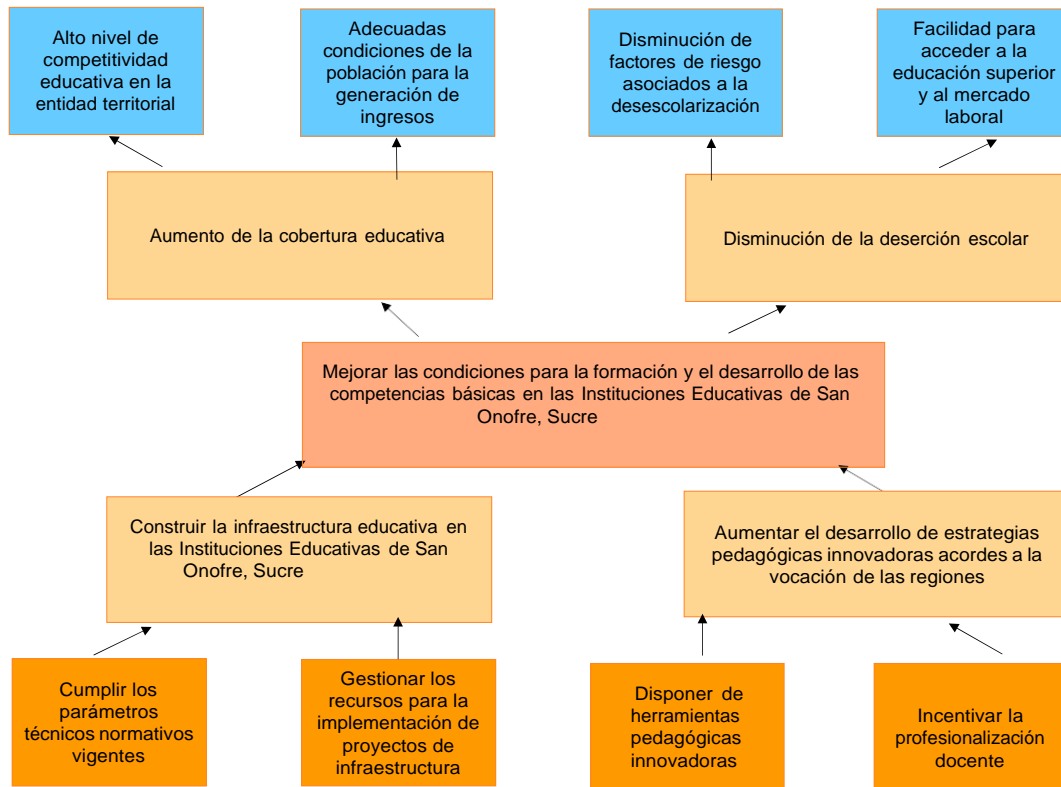 Alto nivel de
competitividad
educativa en la
entidad territorial
Adecuadas
condiciones de la
población para la
generación de
ingresos
Disminución de
factores de riesgo
asociados a la
desescolarización
Facilidad para
acceder a la
educación superior
y al mercado
laboral
Aumento de la cobertura educativa
Disminución de la deserción escolar
Mejorar las condiciones para la formación y el desarrollo de las
competencias básicas en las Instituciones Educativas de San
Onofre, Sucre
Construir la infraestructura educativa en
las Instituciones Educativas de San
Onofre, Sucre
Aumentar el desarrollo de estrategias
pedagógicas innovadoras acordes a la
vocación de las regiones
Cumplir los
parámetros
técnicos normativos
vigentes
Gestionar los
recursos para la
implementación de
proyectos de
infraestructura
Disponer de
herramientas
pedagógicas
innovadoras
Incentivar la
profesionalización
docente